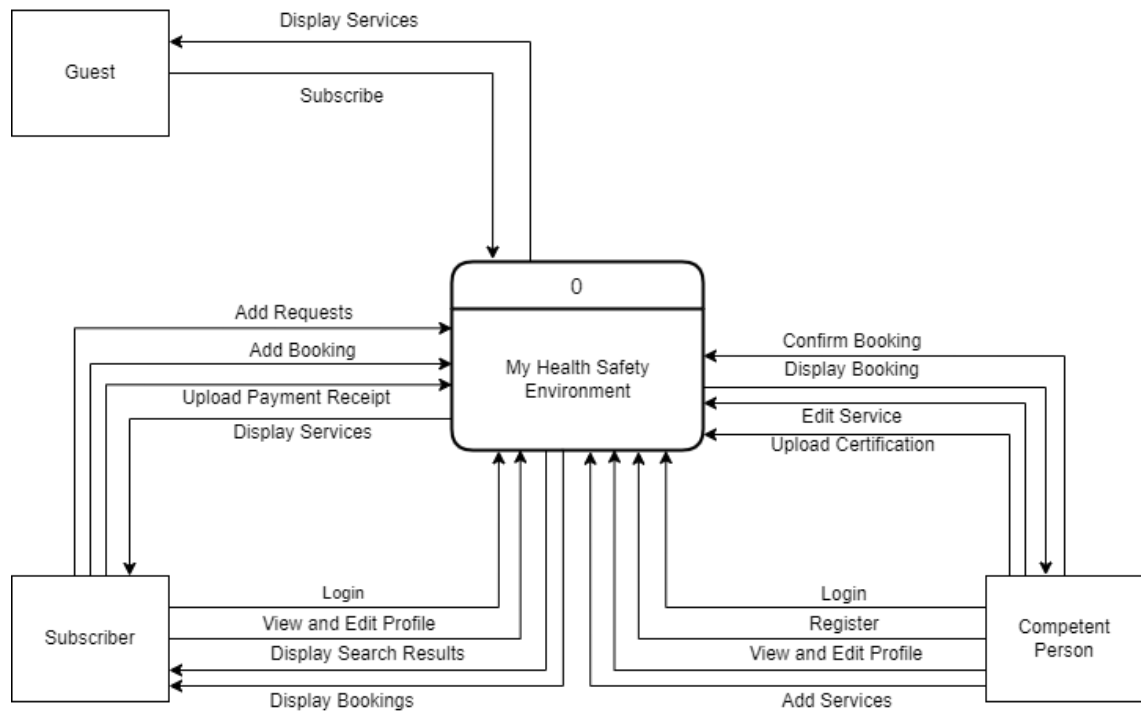 Display Services
Guest
Subscribe
0
My Health Safety
Environment
Add Requests
Add Booking
Upload Payment Receipt
Display Services
Confirm Booking
Display Booking
Edit Service
Upload Certification
Subscriber
Login
View and Edit Profile
Display Search Results
Display Bookings
Login
Register
View and Edit Profile
Add Services
Competent
Person